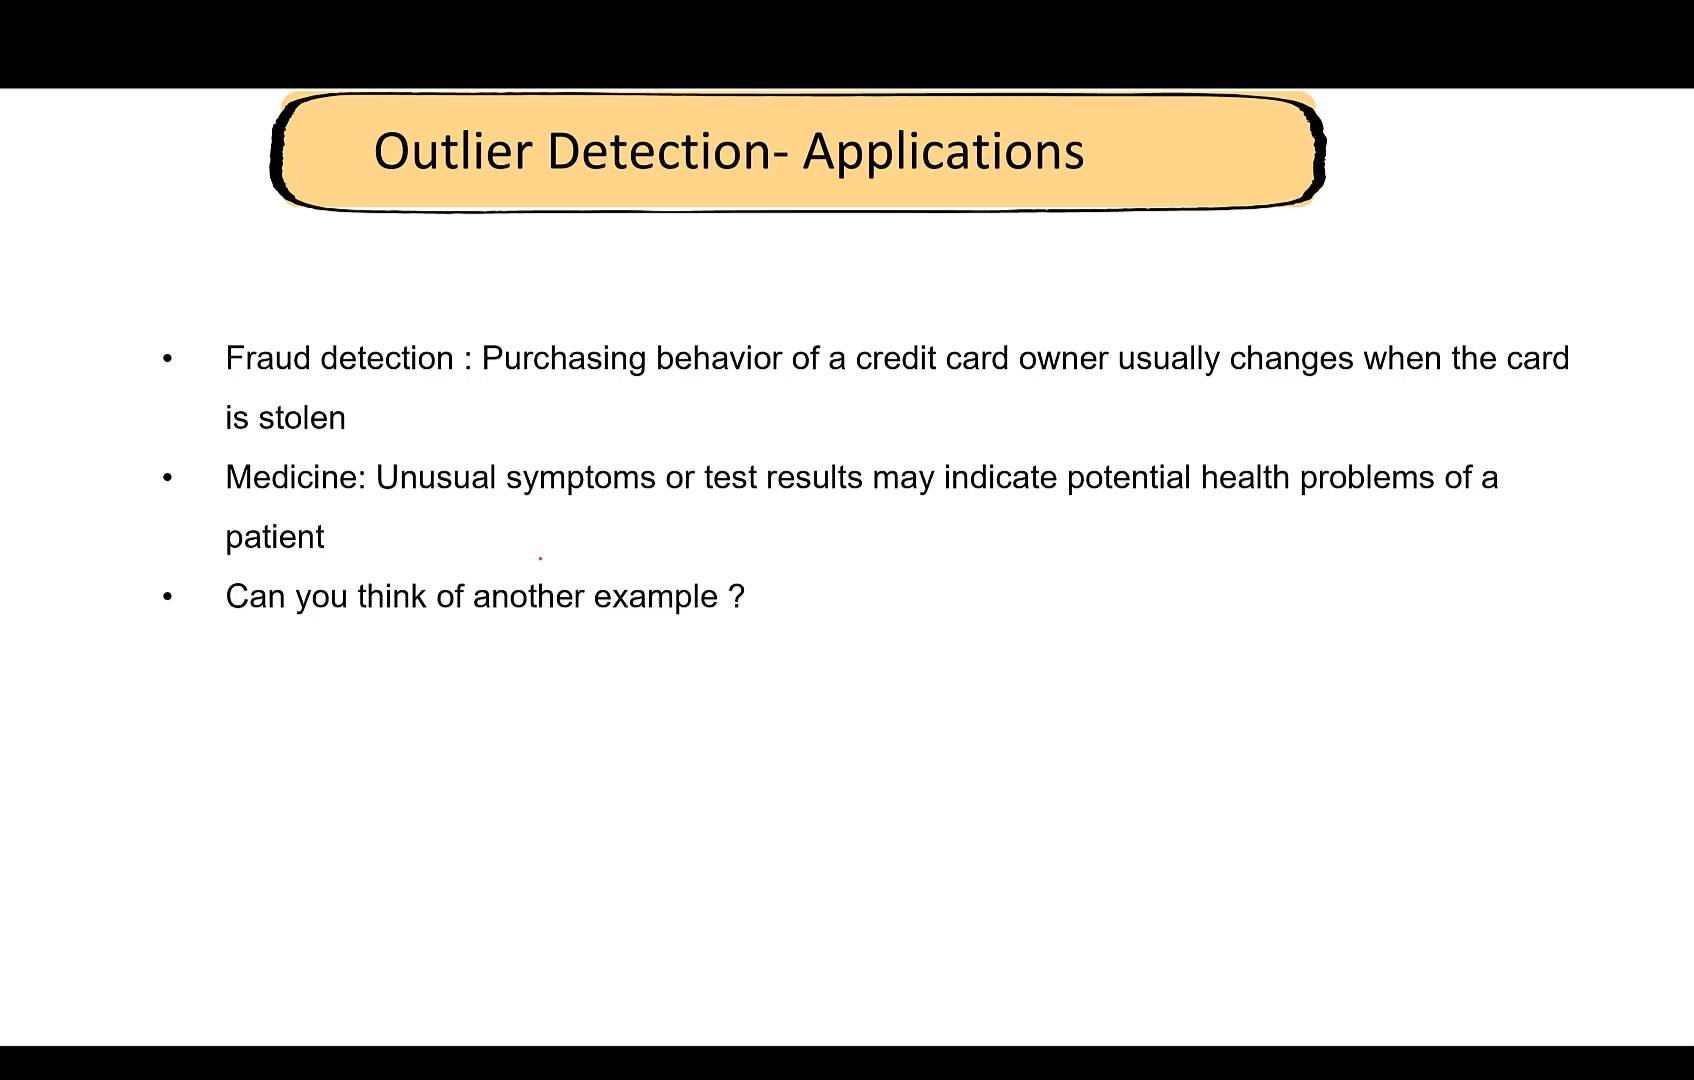 Outlier Detection- Applications
• Fraud detection : Purchasing behavior of a credit card owner usually changes when the card
is stolen
• Medicine: Unusual symptoms or test results may indicate potential health problems of a
patient
• Can you think of another example ?